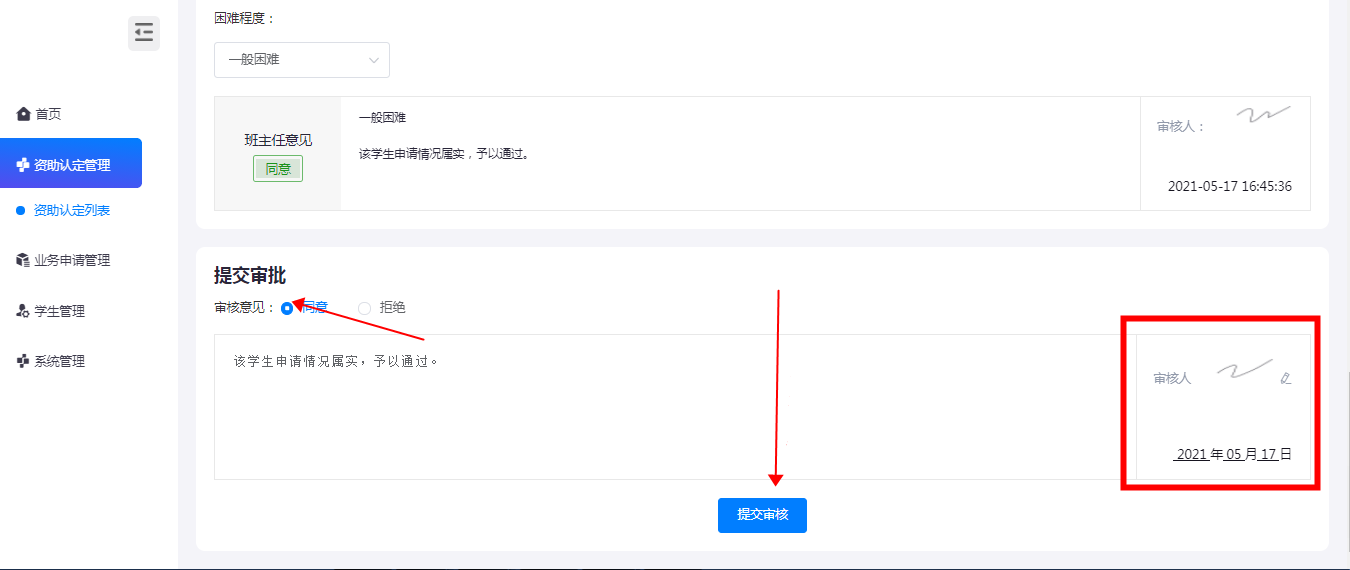 困难程度：
一般困难
首页
资助认定管理
资助认定列表
业务申请管理
学生管理
系统管理
班主任意见
同意
一般困难
该学生申请情况属实，予以通过。
审核人：
2021-05-17 16:45:36
提交审批
审核意见： 同意 拒绝
该学生申请情况属实，予以通过。
审核人
2021 年 05 月 17 日
提交审核